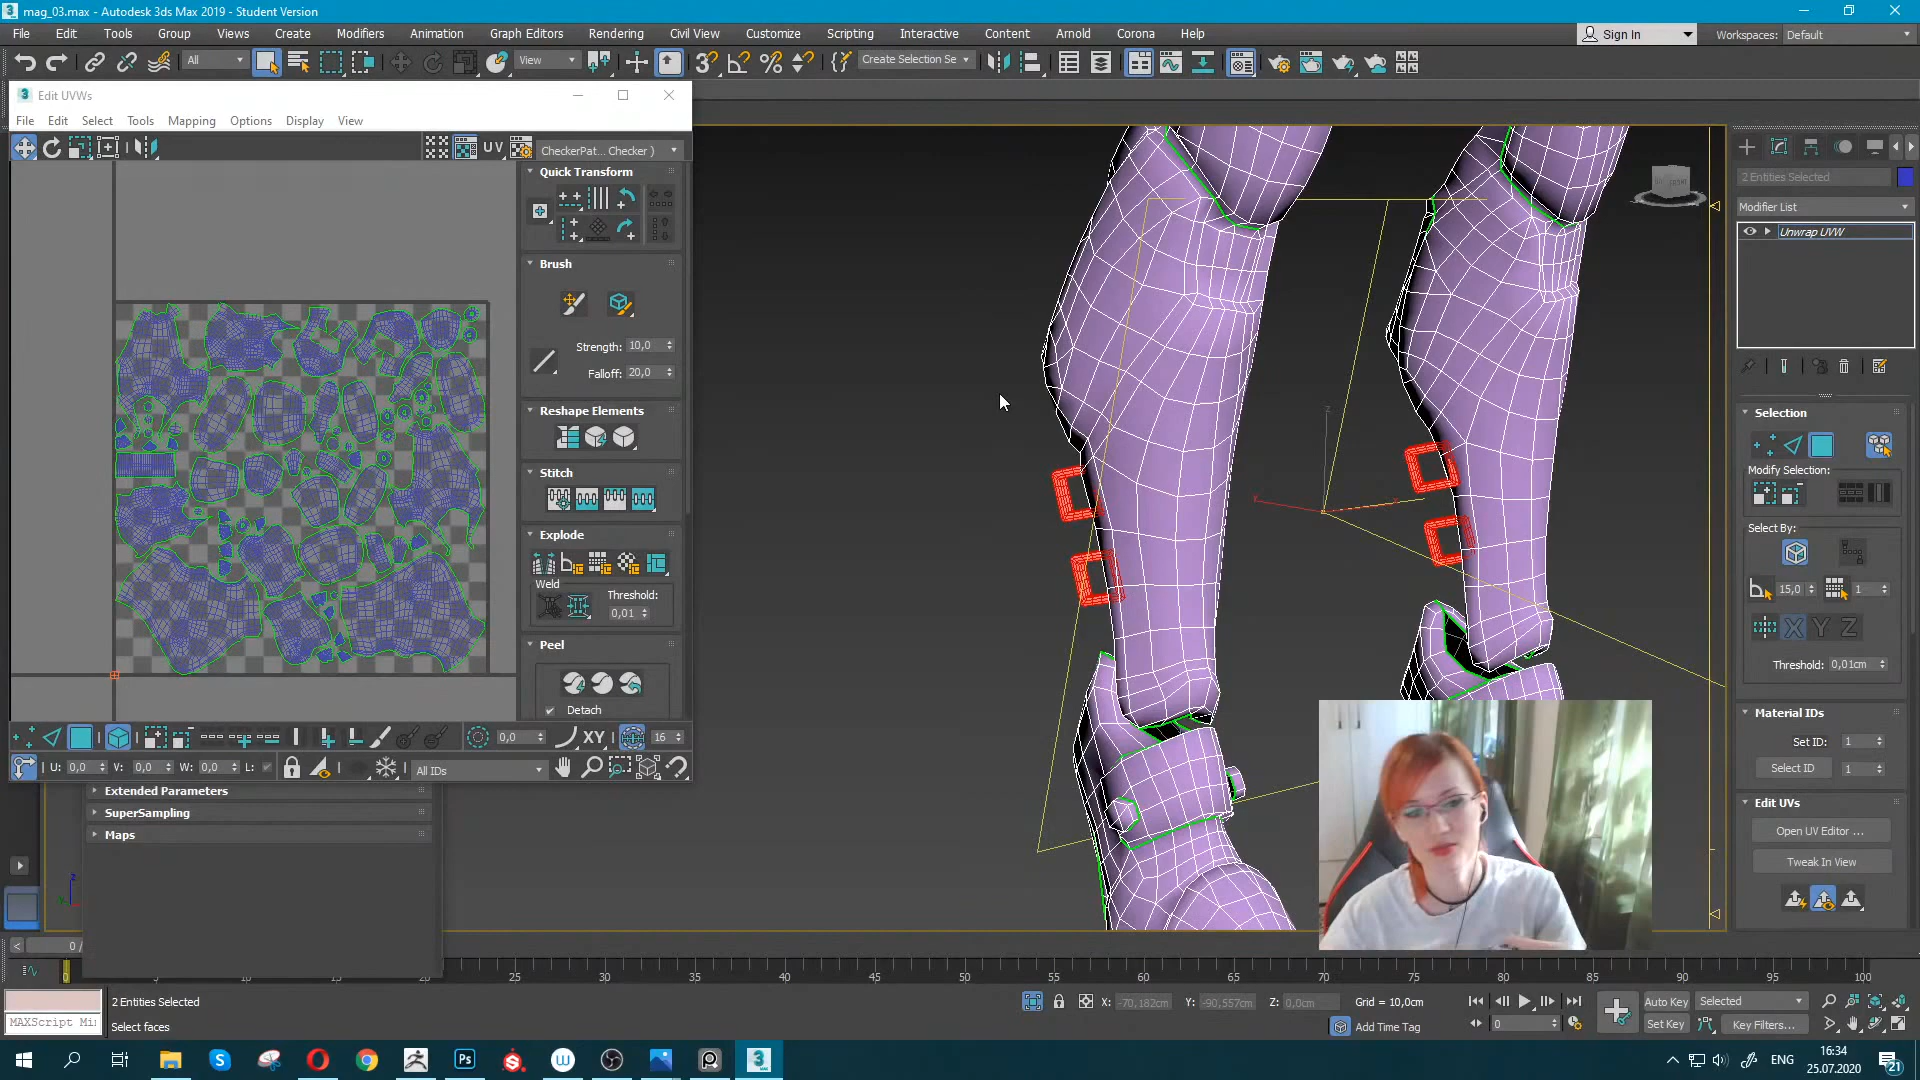 mag_03.max - Autodesk 3ds Max 2019 - Student Version
File Edit Tools Group Views Create Modifiers Animation Graph Editors Rendering Civil View Customize Scripting Interactive Content Arnold Corona Help
Sign In
Workspaces: Default
All
View
Create Selection Se
Edit UVWs
File Edit Select Tools Mapping Options Display View
UV
CheckerPat... Checker )
Quick Transform
Brush
Strength: 10,0
Falloff: 20,0
Reshape Elements
Stitch
Explode
Weld
Threshold:
0,01
Peel
Detach
0,0
XY
16
U: 0,0 V: 0,0 W: 0,0 L:
All IDs
Extended Parameters
SuperSampling
Maps
2 Entities Selected
Modifier List
Unwrap UVW
Selection
Modify Selection:
Select By:
15,0
1
X Y Z
Threshold: 0,01cm
Material IDs
Set ID: 1
Select ID 1
Edit UVs
Open UV Editor ...
Tweak In View
0 /
0 15 20 25 30 35 40 45 50 55 60 65 70 75 80 85 90 95 100
2 Entities Selected
X: -70,182cm Y: -90,557cm Z: 0,0cm Grid = 10,0cm
Auto Key Selected
MAXScript Mi
Select faces
Add Time Tag
0
Set Key Key Filters...
ENG
16:34
25.07.2020
21